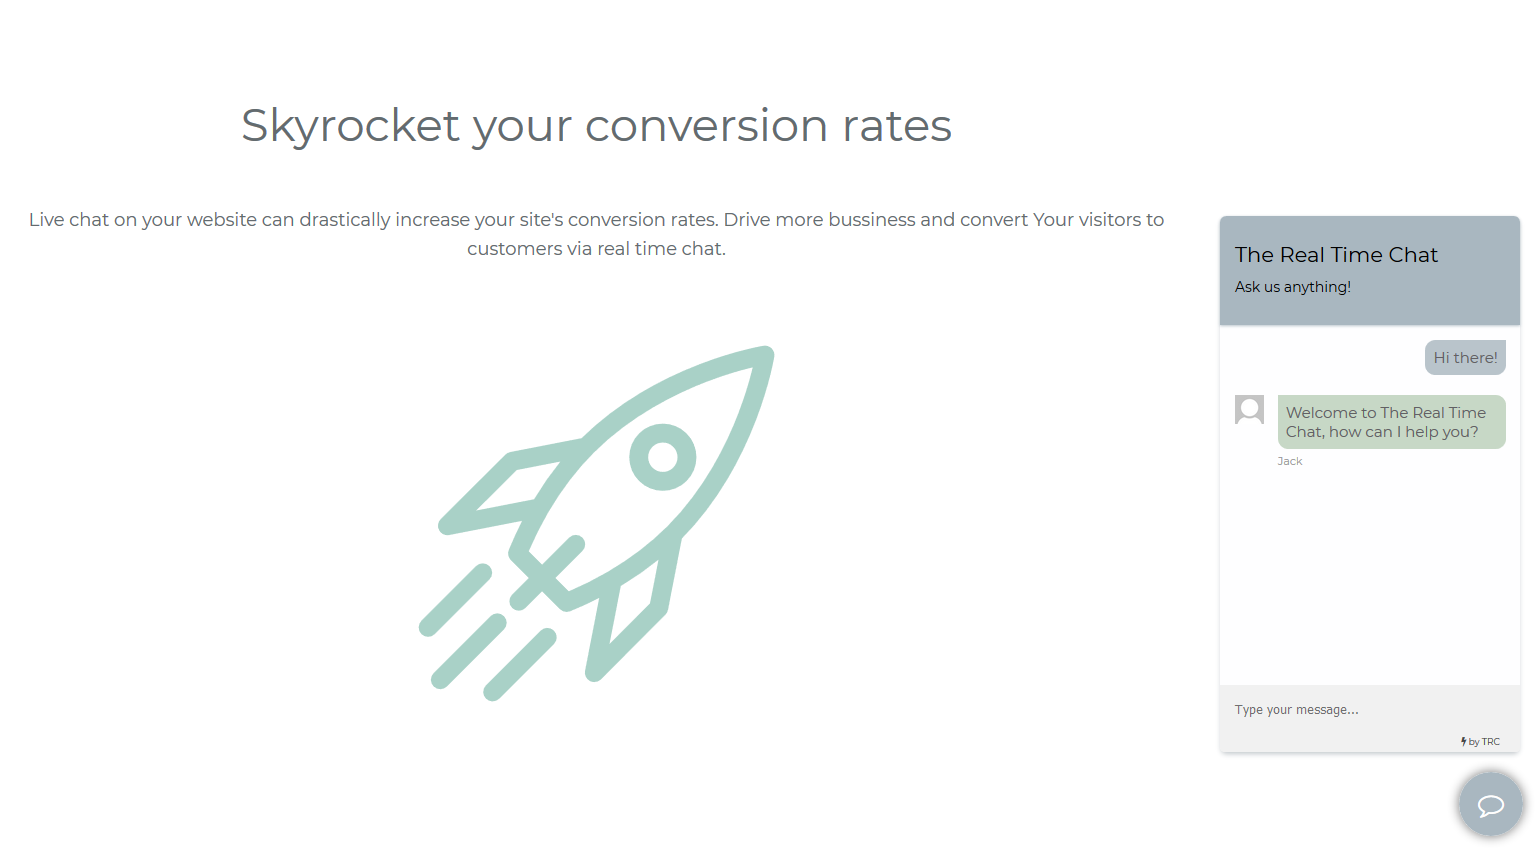 Skyrocket your conversion rates
Live chat on your website can drastically increase your site's conversion rates. Drive more bussiness and convert Your visitors to
customers via real time chat.
The Real Time Chat
Ask us anything!
Hi there!
Welcome to The Real Time
Chat, how can I help you?
Jack
Type your message...
by TRC